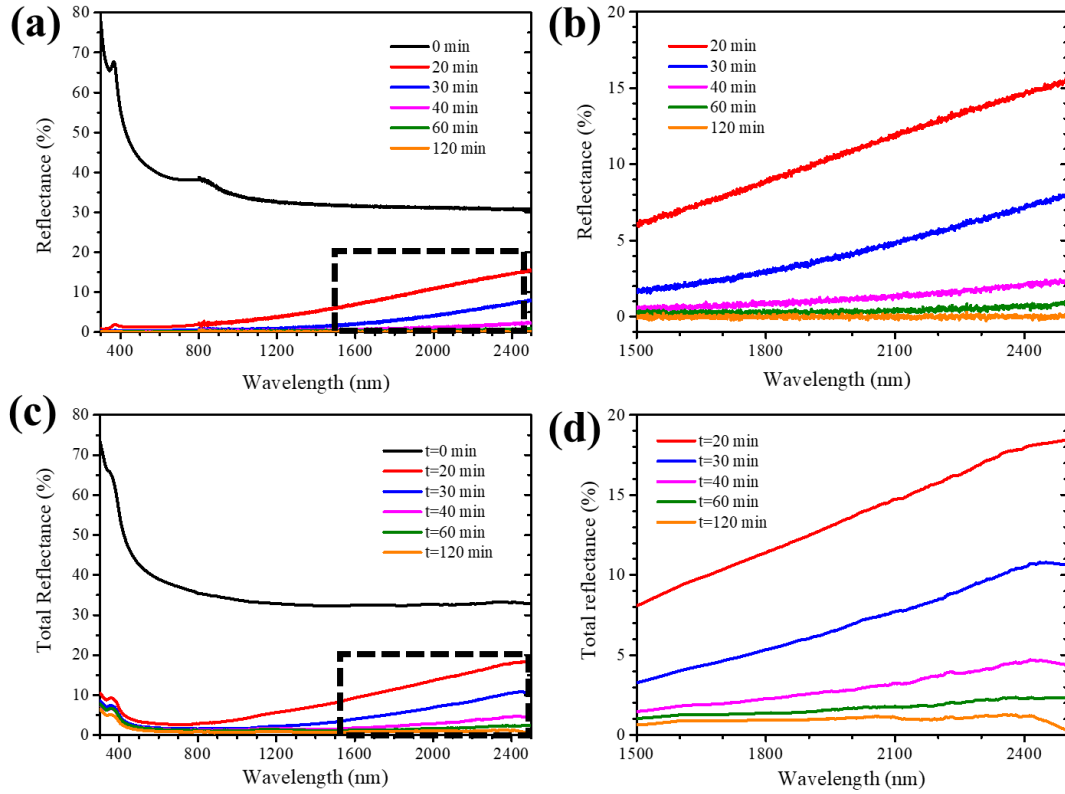 (a)
80
70
60
50
40
30
20
10
0
Reflectance (%)
0 min
20 min
30 min
40 min
60 min
120 min
400 800 1200 1600 2000 2400
Wavelength (nm)
(b)
20
15
10
5
0
Reflectance (%)
20 min
30 min
40 min
60 min
120 min
1500 1800 2100 2400
Wavelength (nm)
(c)
80
70
60
50
40
30
20
10
0
Total Reflectance (%)
t=0 min
t=20 min
t=30 min
t=40 min
t=60 min
t=120 min
400 800 1200 1600 2000 2400
Wavelength (nm)
(d)
20
15
10
5
0
Total reflectance (%)
t=20 min
t=30 min
t=40 min
t=60 min
t=120 min
1500 1800 2100 2400
Wavelength (nm)